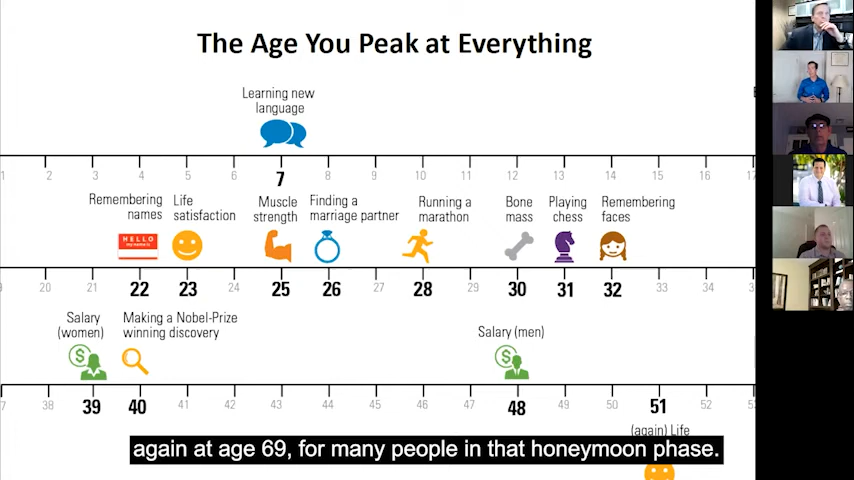 The Age You Peak at Everything
Learning new
language
1 2 3 4 5 6 7 8 9 10 11 12 13 14 15 16 17
Remembering
names
Life
satisfaction
Muscle
strength
Finding a
marriage partner
Running a
marathon
Bone
mass
Playing
chess
Remembering
faces
HELLO
my name is
19 20 21 22 23 24 25 26 27 28 29 30 31 32 33 34 35
Salary
(women)
Making a Nobel-Prize
winning discovery
Salary (men)
38 39 40 41 42 43 44 45 46 47 48 49 50 51 52
(again) Life
again at age 69, for many people in that honeymoon phase.